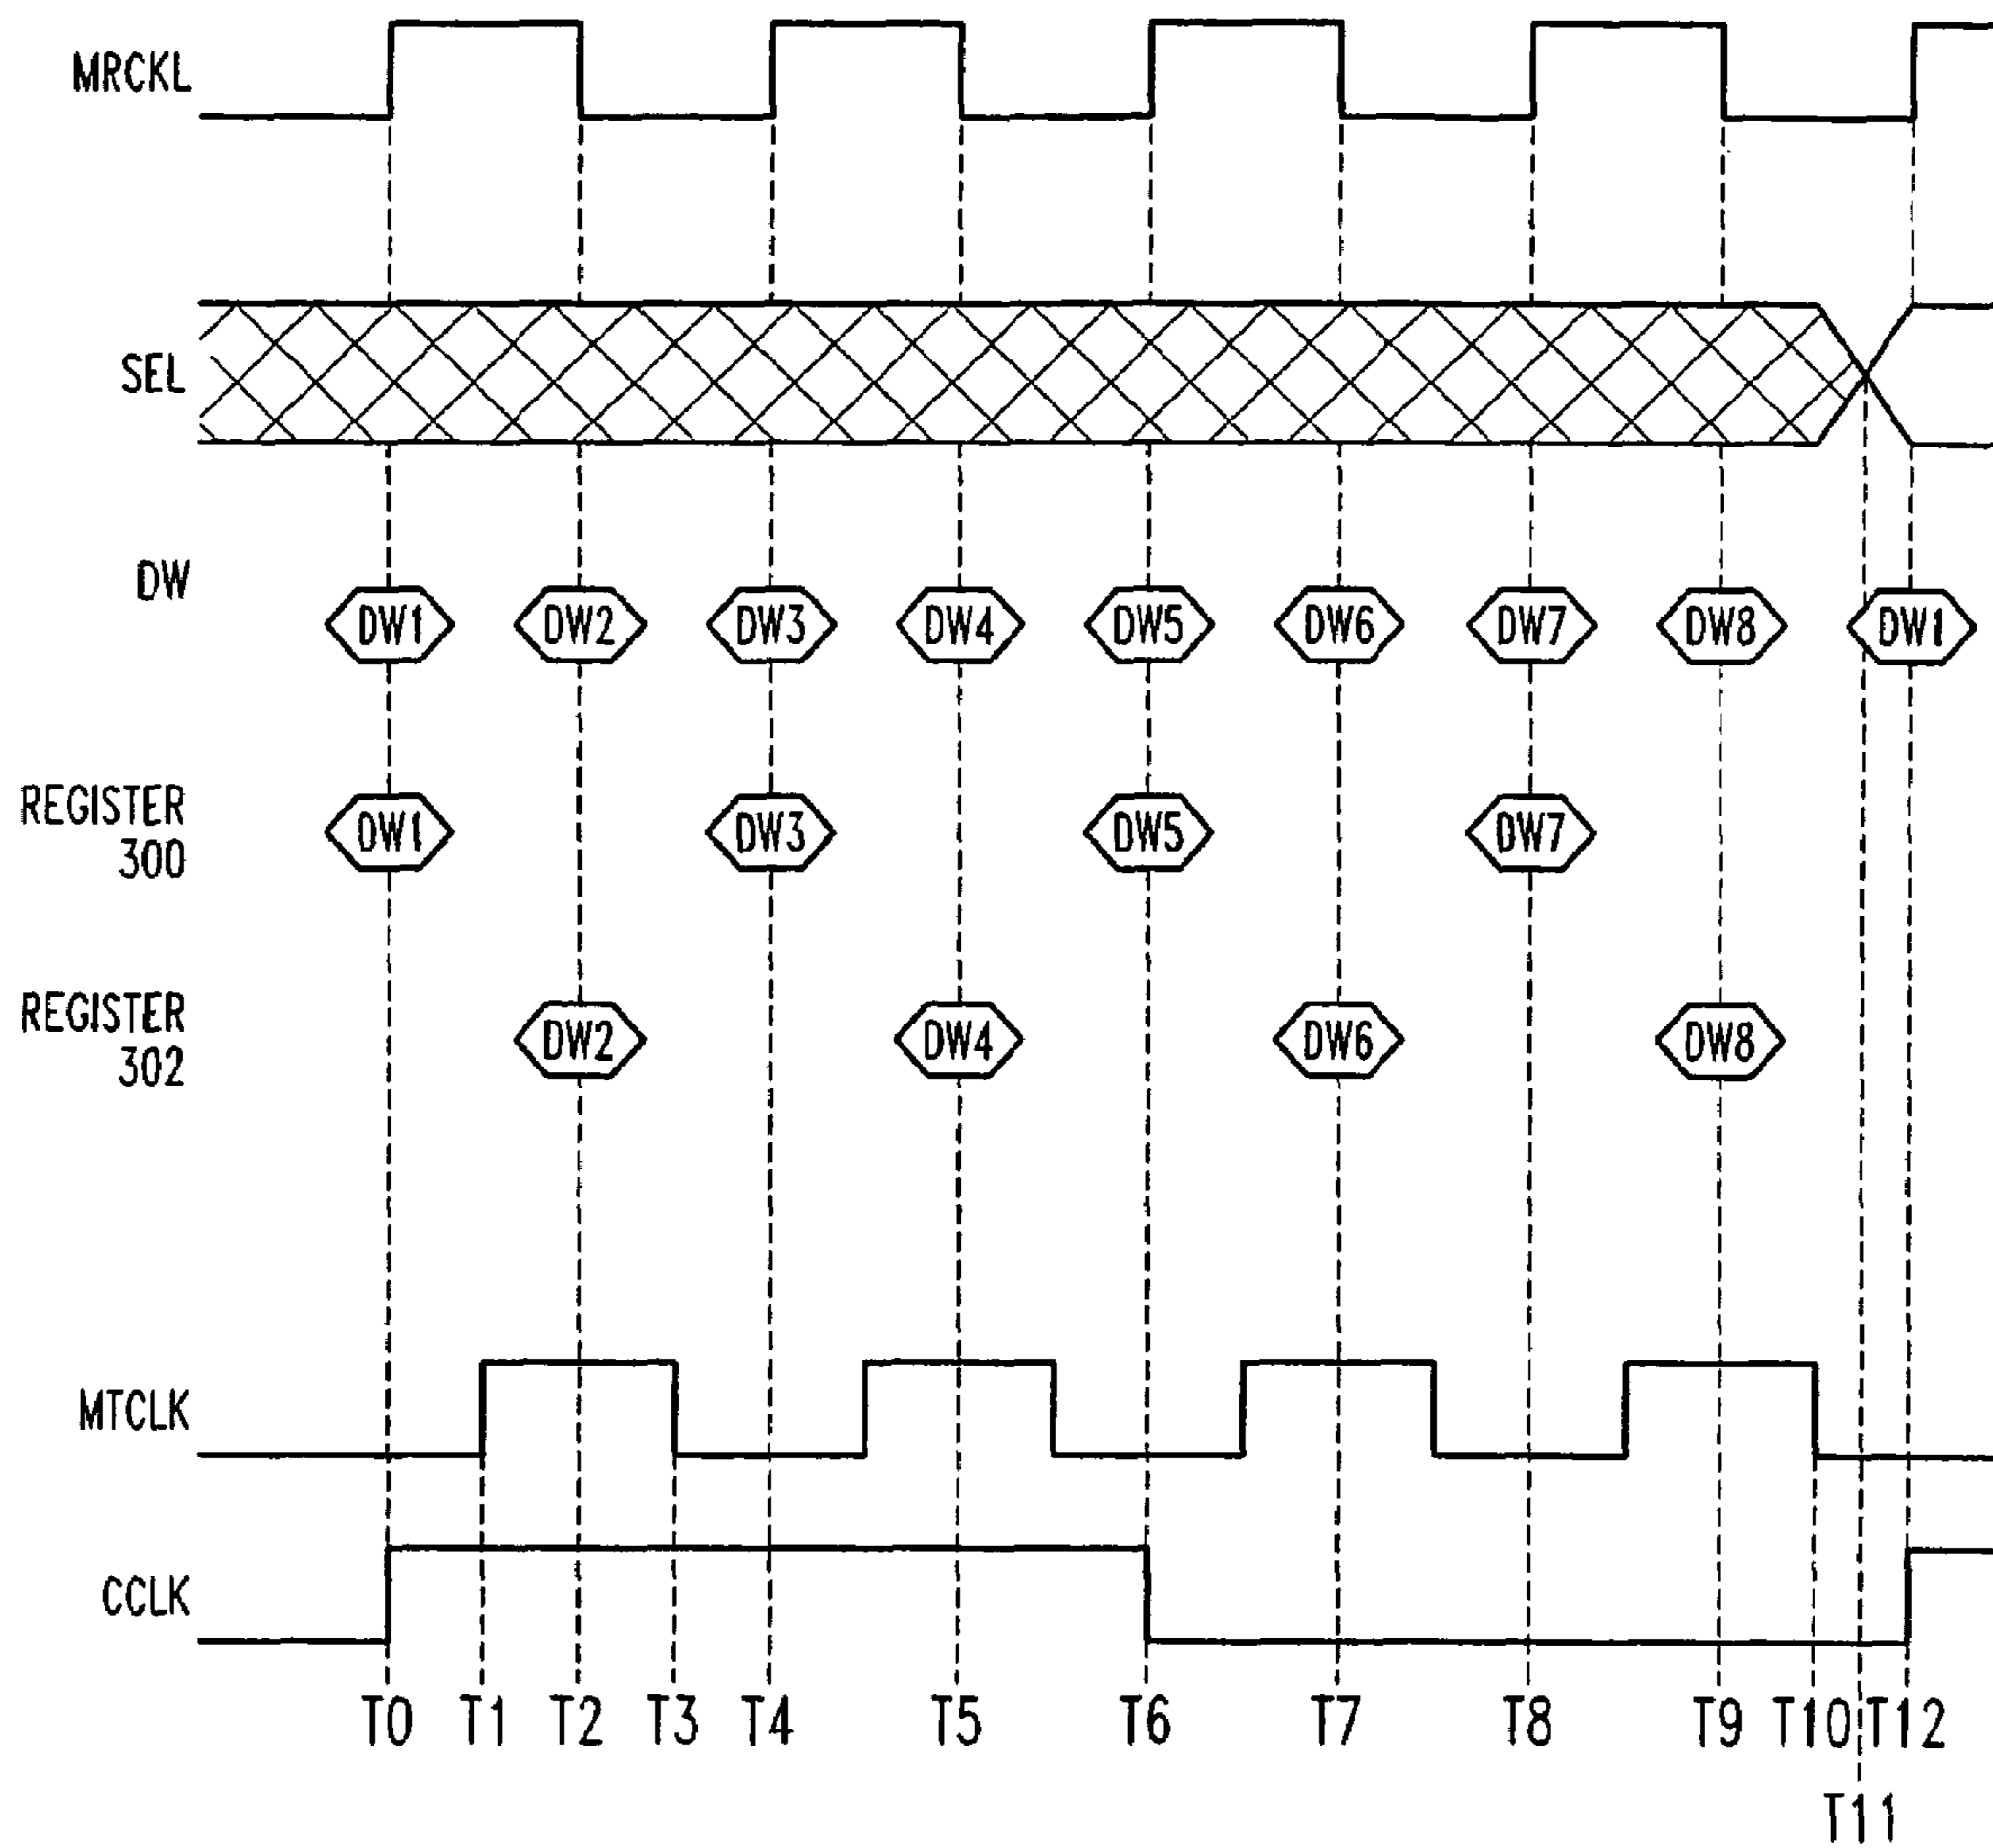 MRCKL
SEL
DW
DW1 DW2 DW3 DW4 DW5 DW6 DW7 DW8 DW1
REGISTER
300
DW1 DW3 DW5 DW7
REGISTER
302
DW2 DW4 DW6 DW8
MTCLK
CCLK
T0 T1 T2 T3 T4 T5 T6 T7 T8 T9 T10 T12
T11